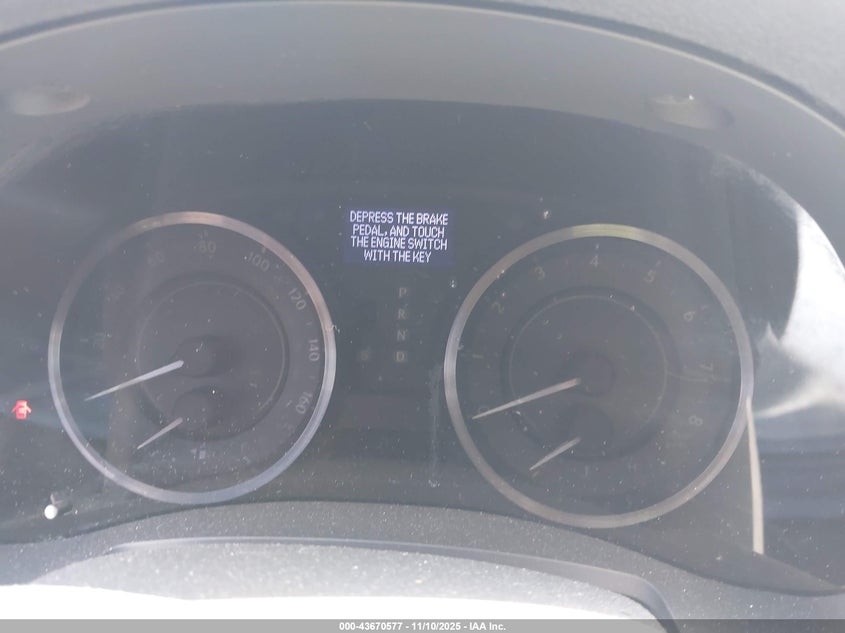 DEPRESS THE BRAKE
PEDAL, AND TOUCH
THE ENGINE SWITCH
WITH THE KEY
80
100
120
140
160
P
R
N
D
S
1
2
3
4
5
6
7
8
000-43670577 - 11/10/2025 - IAA Inc.